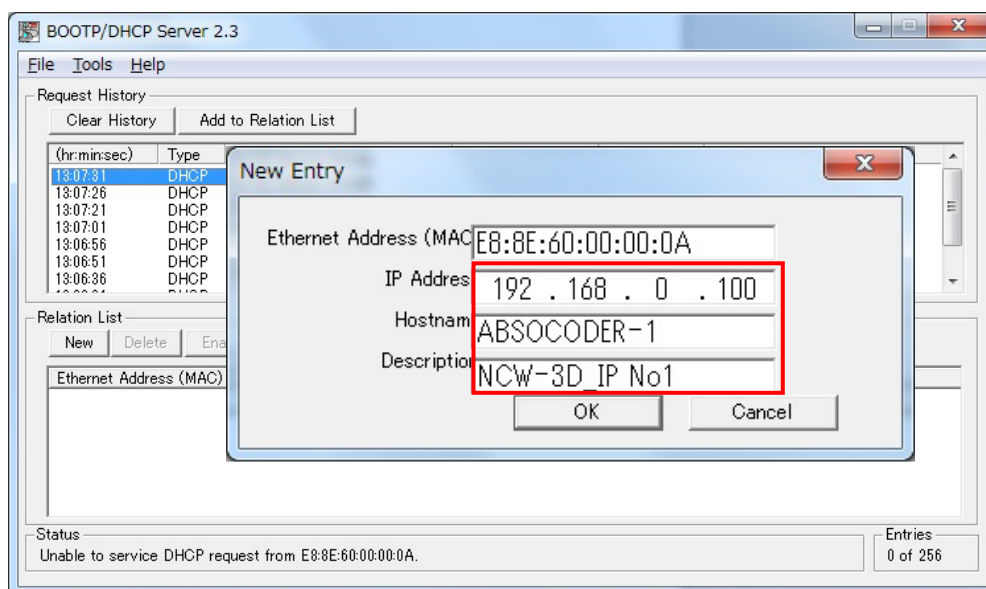 BOOTP/DHCP Server 2.3
File Tools Help
Request History
Clear History Add to Relation List
(hr:min:sec) Type
13:07:31 DHCP
13:07:26 DHCP
13:07:21 DHCP
13:07:01 DHCP
13:06:56 DHCP
13:06:51 DHCP
13:06:36 DHCP
New Entry
Ethernet Address (MAC E8:8E:60:00:00:0A
IP Addres 192 . 168 . 0 . 100
Hostnam ABSOCODER-1
Description NCW-3D_IP No1
OK Cancel
Relation List
New Delete Ena
Ethernet Address (MAC)
Status
Unable to service DHCP request from E8:8E:60:00:00:0A.
Entries
0 of 256